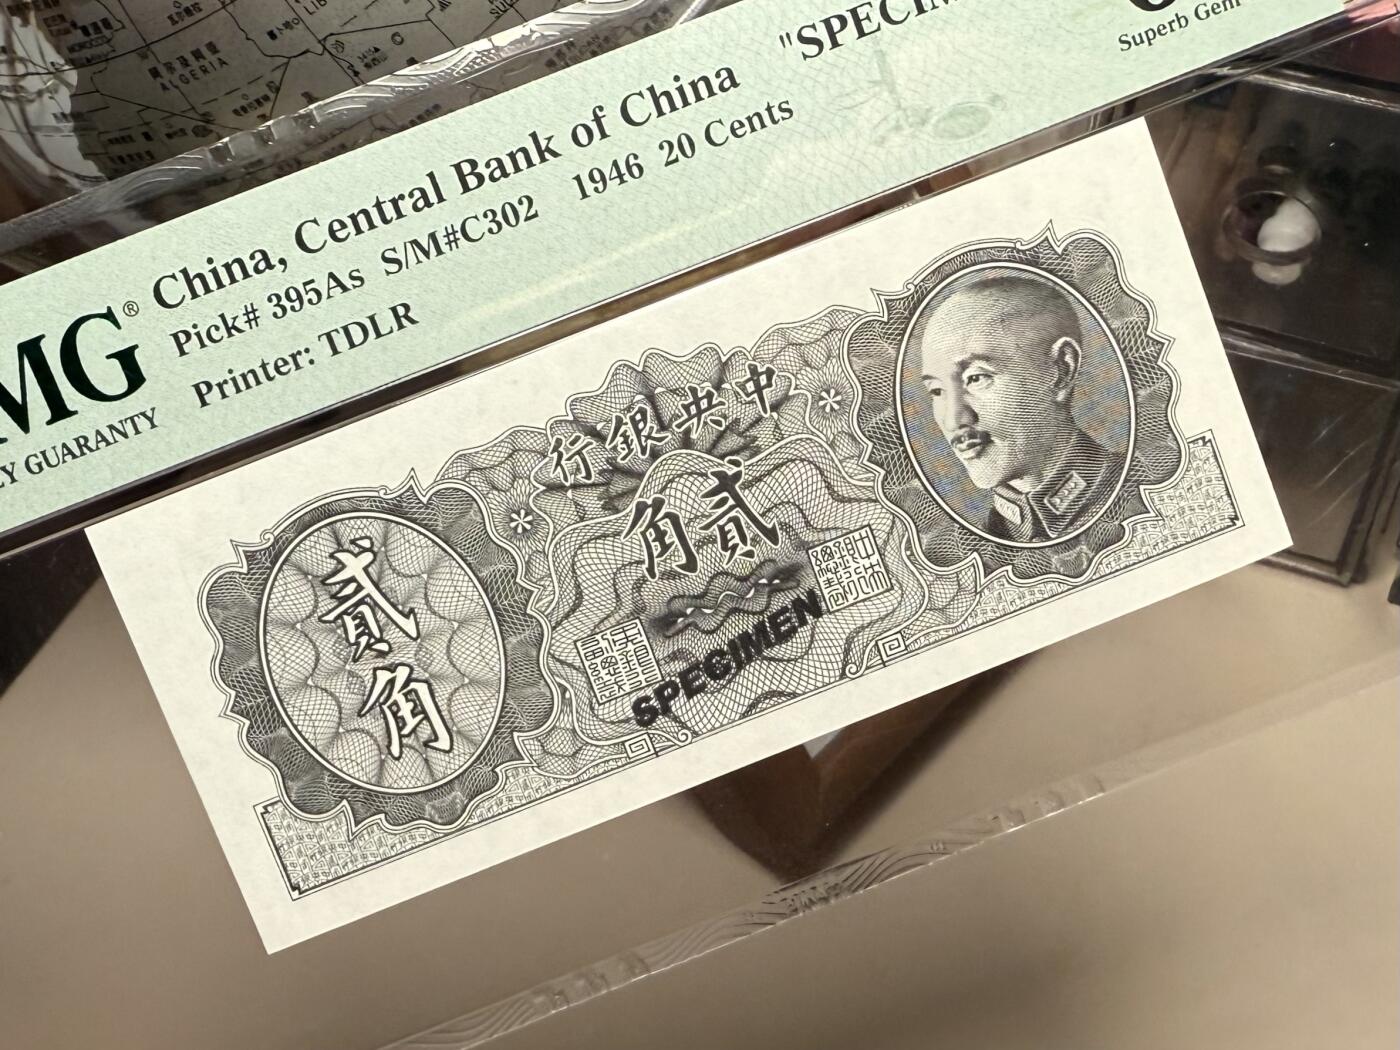 ALGERIA
China, Central Bank of China
"SPECIM
Superb Gem
Pick# 395As S/M#C302 1946 20 Cents
MG®
Printer: TDLR
Y GUARANTY
行銀央中
角貳
貳角
SPECIMEN